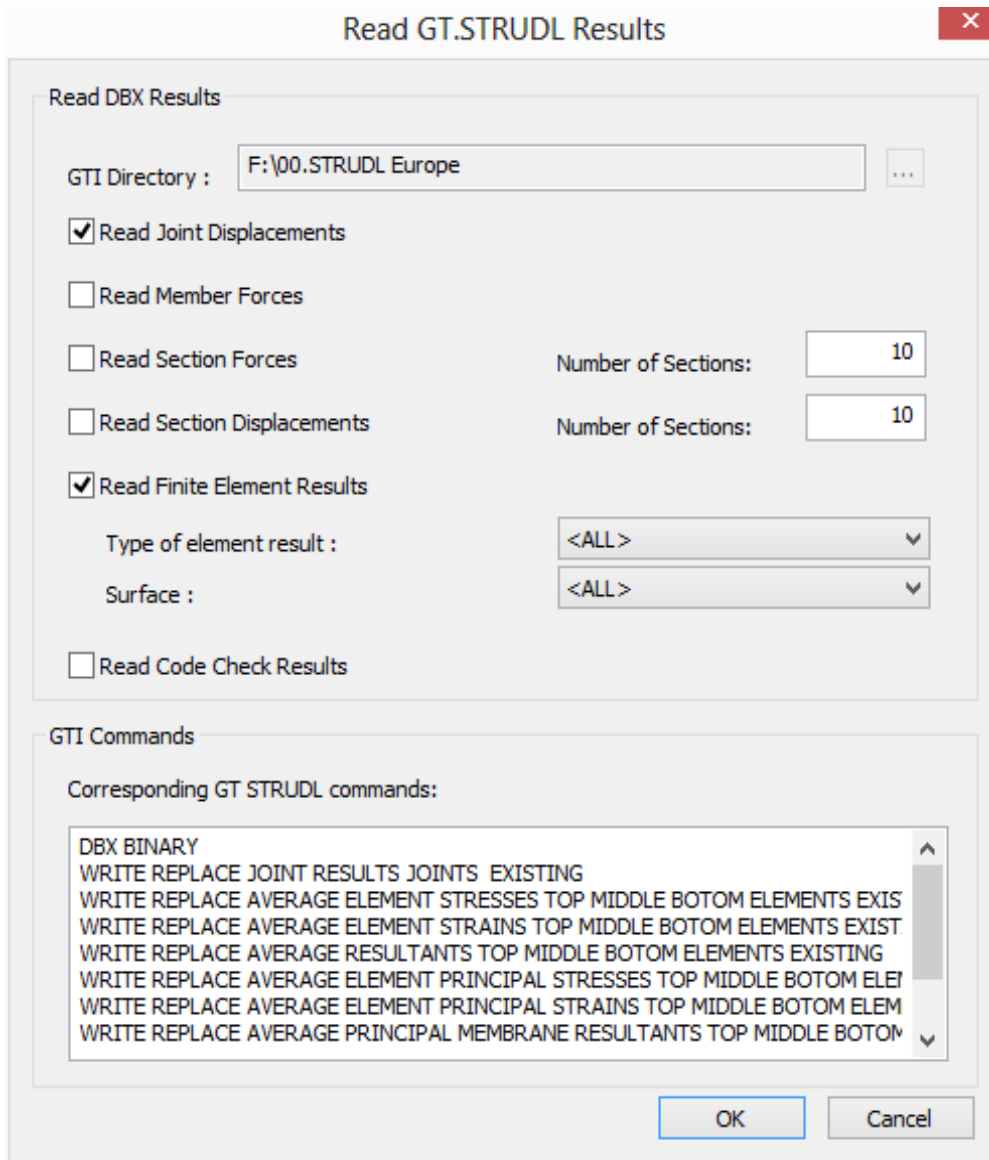 Read GT.STRUDL Results
Read DBX Results
GTI Directory :
F:\00.STRUDL Europe
...
Read Joint Displacements
Read Member Forces
Read Section Forces
Number of Sections:
10
Read Section Displacements
Number of Sections:
10
Read Finite Element Results
Type of element result :
<ALL>
Surface :
<ALL>
Read Code Check Results
GTI Commands
Corresponding GT STRUDL commands:
DBX BINARY
WRITE REPLACE JOINT RESULTS JOINTS  EXISTING
WRITE REPLACE AVERAGE ELEMENT STRESSES TOP MIDDLE BOTOM ELEMENTS EXIS
WRITE REPLACE AVERAGE ELEMENT STRAINS TOP MIDDLE BOTOM ELEMENTS EXIST
WRITE REPLACE AVERAGE RESULTANTS TOP MIDDLE BOTOM ELEMENTS EXISTING
WRITE REPLACE AVERAGE ELEMENT PRINCIPAL STRESSES TOP MIDDLE BOTOM ELE
WRITE REPLACE AVERAGE ELEMENT PRINCIPAL STRAINS TOP MIDDLE BOTOM ELEM
WRITE REPLACE AVERAGE PRINCIPAL MEMBRANE RESULTANTS TOP MIDDLE BOTOM
OK
Cancel